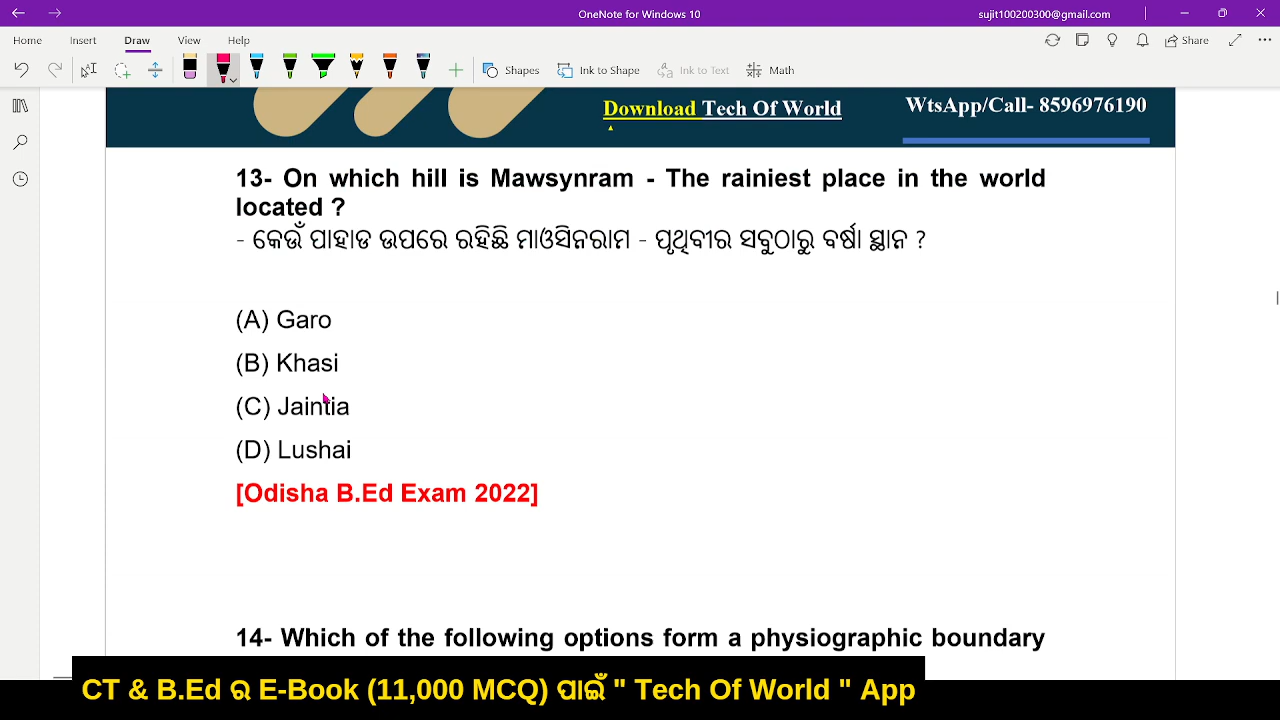 OneNote for Windows 10
sujit100200300@gmail.com
Home Insert Draw View Help
Share
Shapes Ink to Shape Ink to Text Math
Download Tech Of World
WtsApp/Call- 8596976190
13- On which hill is Mawsynram - The rainiest place in the world
located ?
- କେଉଁ ପାହାଡ ଉପରେ ରହିଛି ମାଓସିନରାମ - ପୃଥିବୀର ସବୁଠାରୁ ବର୍ଷା ସ୍ଥାନ ?
(A) Garo
(B) Khasi
(C) Jaintia
(D) Lushai
[Odisha B.Ed Exam 2022]
14- Which of the following options form a physiographic boundary
CT & B.Ed ର E-Book (11,000 MCQ) ପାଇଁ " Tech Of World " App